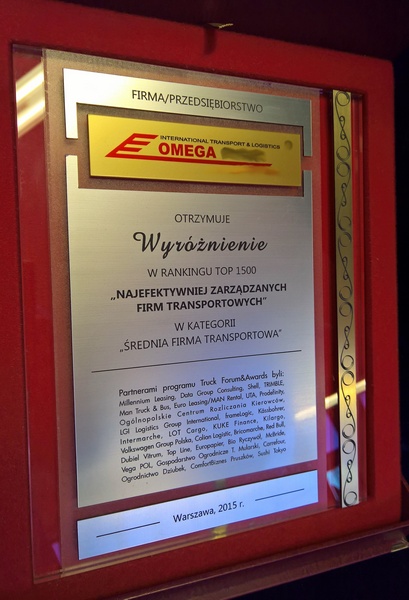 FIRMA/PRZEDSIĘBIORSTWO
INTERNATIONAL TRANSPORT & LOGISTICS
OMEGA
OTRZYMUJE
Wyróżnienie
W RANKINGU TOP 1500
„NAJEFEKTYWNIEJ ZARZĄDZANYCH
FIRM TRANSPORTOWYCH”
W KATEGORII
„ŚREDNIA FIRMA TRANSPORTOWA”
Partnerami programu Truck Forum&Awards byli:
Millennium Leasing, Data Group Consulting, Shell, TRIMBLE,
Man Truck & Bus, Euro Leasing/MAN Rental, UTA, Prodefinity,
Ogólnopolskie Centrum Rozliczania Kierowców,
LGI Logistics Group International, frameLogic, Kässbohrer,
Intermarche, LOT Cargo, KUKE Finance, Kilargo,
Volkswagen Group Polska, Calian Logistic, Bricomarche, Red Bull,
Dubiel Vitrum, Top Line, Europapier, Bio Ryczywół, McBride,
Vega POL, Gospodarstwo Ogrodnicze T. Mularski, Carrefour,
Ogrodnictwo Dziubek, ComfortBiznes Pruszków, Sushi Tokyo
Warszawa, 2015 r.